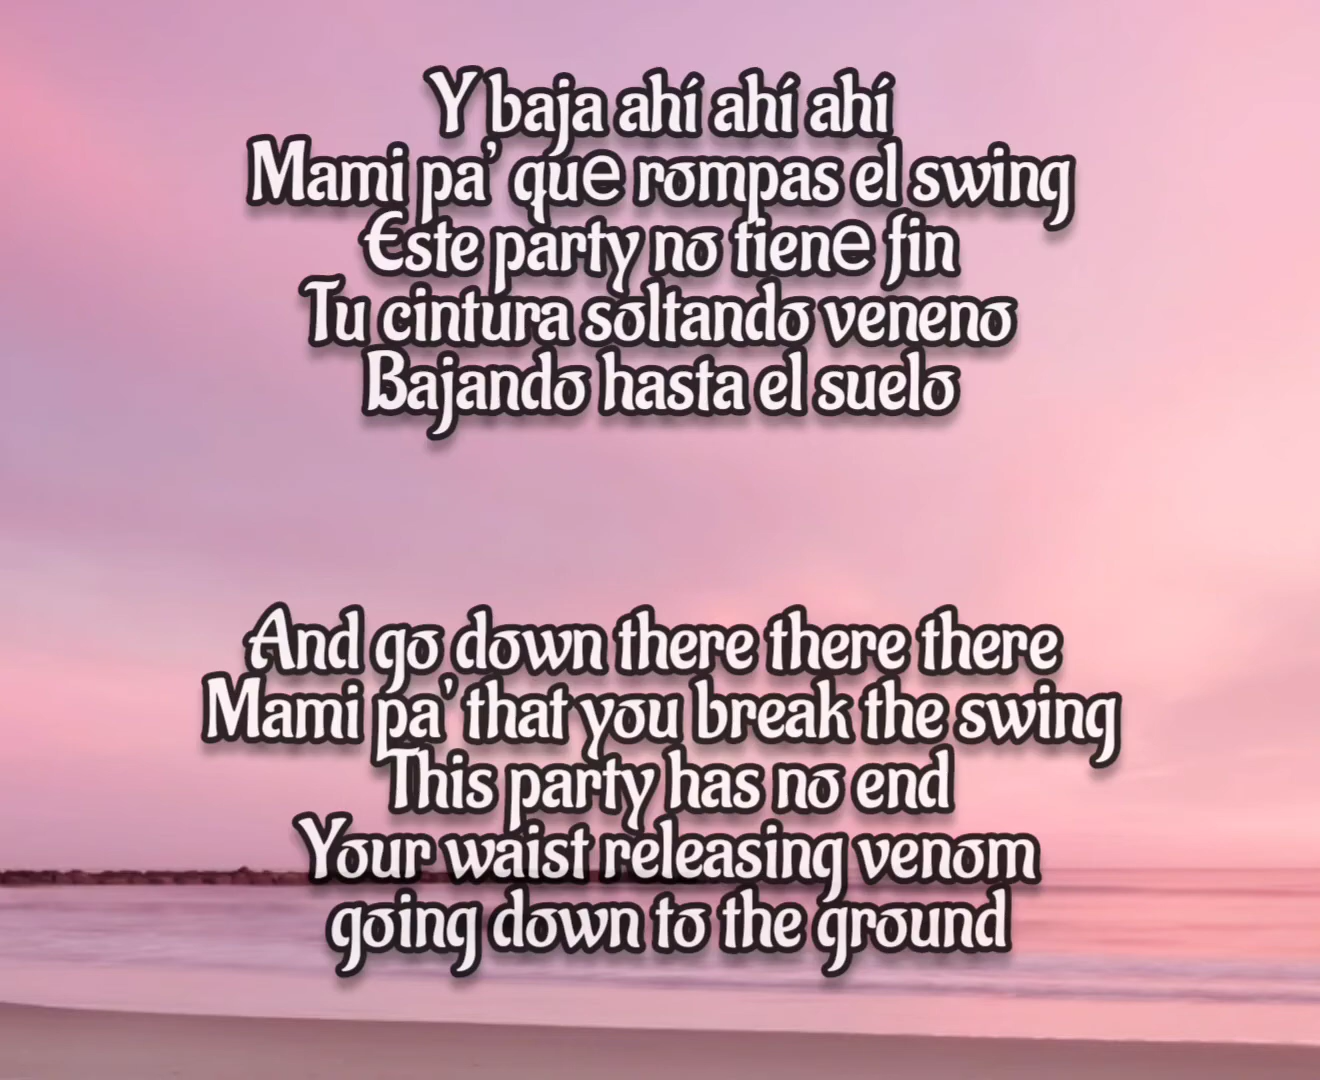 Y baja ahí ahí ahí
Mami pa' que rompas el swing
Este party no tiene fin
Tu cintura soltando veneno
Bajando hasta el suelo
And go down there there there
Mami pa' that you break the swing
This party has no end
Your waist releasing venom
going down to the ground